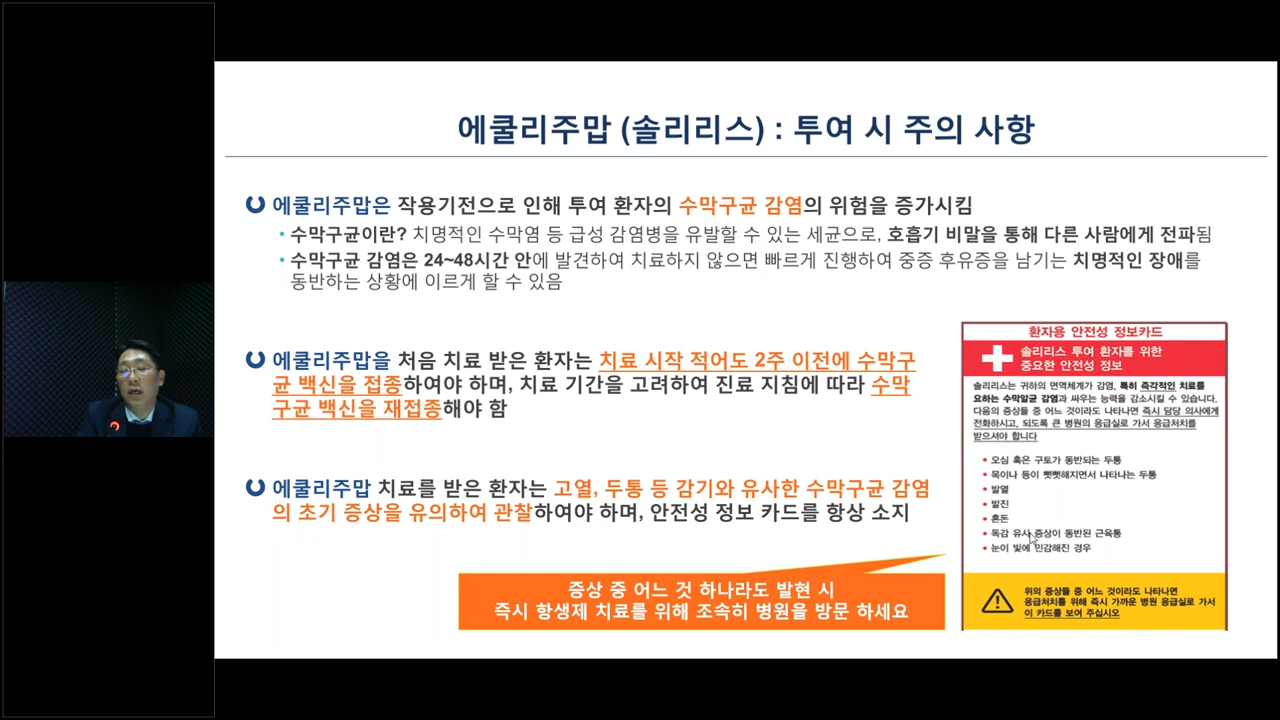 에쿨리주맙 (솔리리스) : 투여 시 주의 사항
에쿨리주맙은 작용기전으로 인해 투여 환자의 수막구균 감염의 위험을 증가시킴
• 수막구균이란? 치명적인 수막염 등 급성 감염병을 유발할 수 있는 세균으로, 호흡기 비말을 통해 다른 사람에게 전파됨
• 수막구균 감염은 24~48시간 안에 발견하여 치료하지 않으면 빠르게 진행하여 중증 후유증을 남기는 치명적인 장애를
동반하는 상황에 이르게 할 수 있음
에쿨리주맙을 처음 치료 받은 환자는 치료 시작 적어도 2주 이전에 수막구
균 백신을 접종하여야 하며, 치료 기간을 고려하여 진료 지침에 따라 수막
구균 백신을 재접종해야 함
에쿨리주맙 치료를 받은 환자는 고열, 두통 등 감기와 유사한 수막구균 감염
의 초기 증상을 유의하여 관찰하여야 하며, 안전성 정보 카드를 항상 소지
증상 중 어느 것 하나라도 발현 시
즉시 항생제 치료를 위해 조속히 병원을 방문 하세요
환자용 안전성 정보카드
솔리리스 투여 환자를 위한
중요한 안전성 정보
솔리리스는 귀하의 면역체계가 감염, 특히 즉각적인 치료를
요하는 수막알균 감염과 싸우는 능력을 감소시킬 수 있습니다.
다음의 증상들 중 어느 것이라도 나타나면 즉시 담당 의사에게
전화하시고, 되도록 큰 병원의 응급실로 가서 응급처치를
받으셔야 합니다
• 오심 혹은 구토가 동반되는 두통
• 목이나 등이 뻣뻣해지면서 나타나는 두통
• 발열
• 발진
• 혼돈
• 독감 유사 증상이 동반된 근육통
• 눈이 빛에 민감해진 경우
위의 증상들 중 어느 것이라도 나타나면
응급처치를 위해 즉시 가까운 병원 응급실로 가서
이 카드를 보여 주십시오